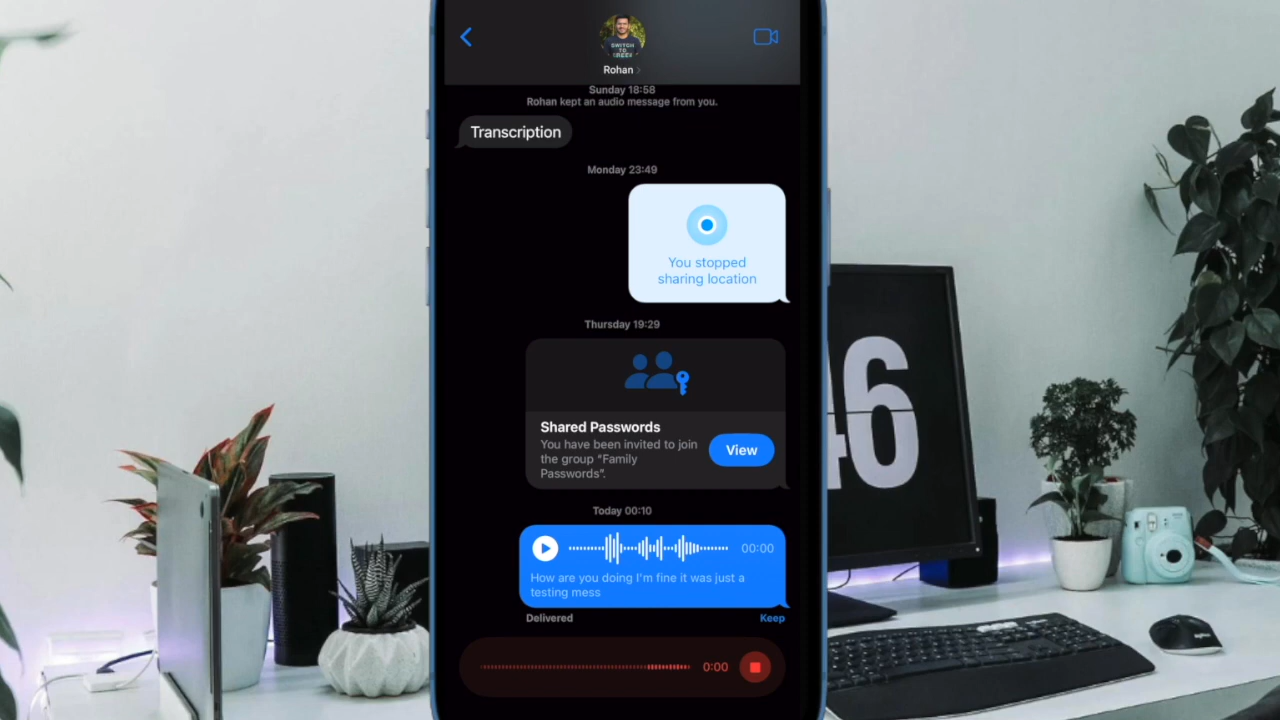 SWITCH
TO
Rohan
Sunday 18:58
Rohan kept an audio message from you.
Transcription
Monday 23:49
You stopped
sharing location
Thursday 19:29
Shared Passwords
You have been invited to join
the group "Family
Passwords".
View
Today 00:10
00:00
How are you doing I'm fine it was just a
testing mess
Delivered
Keep
0:00
46